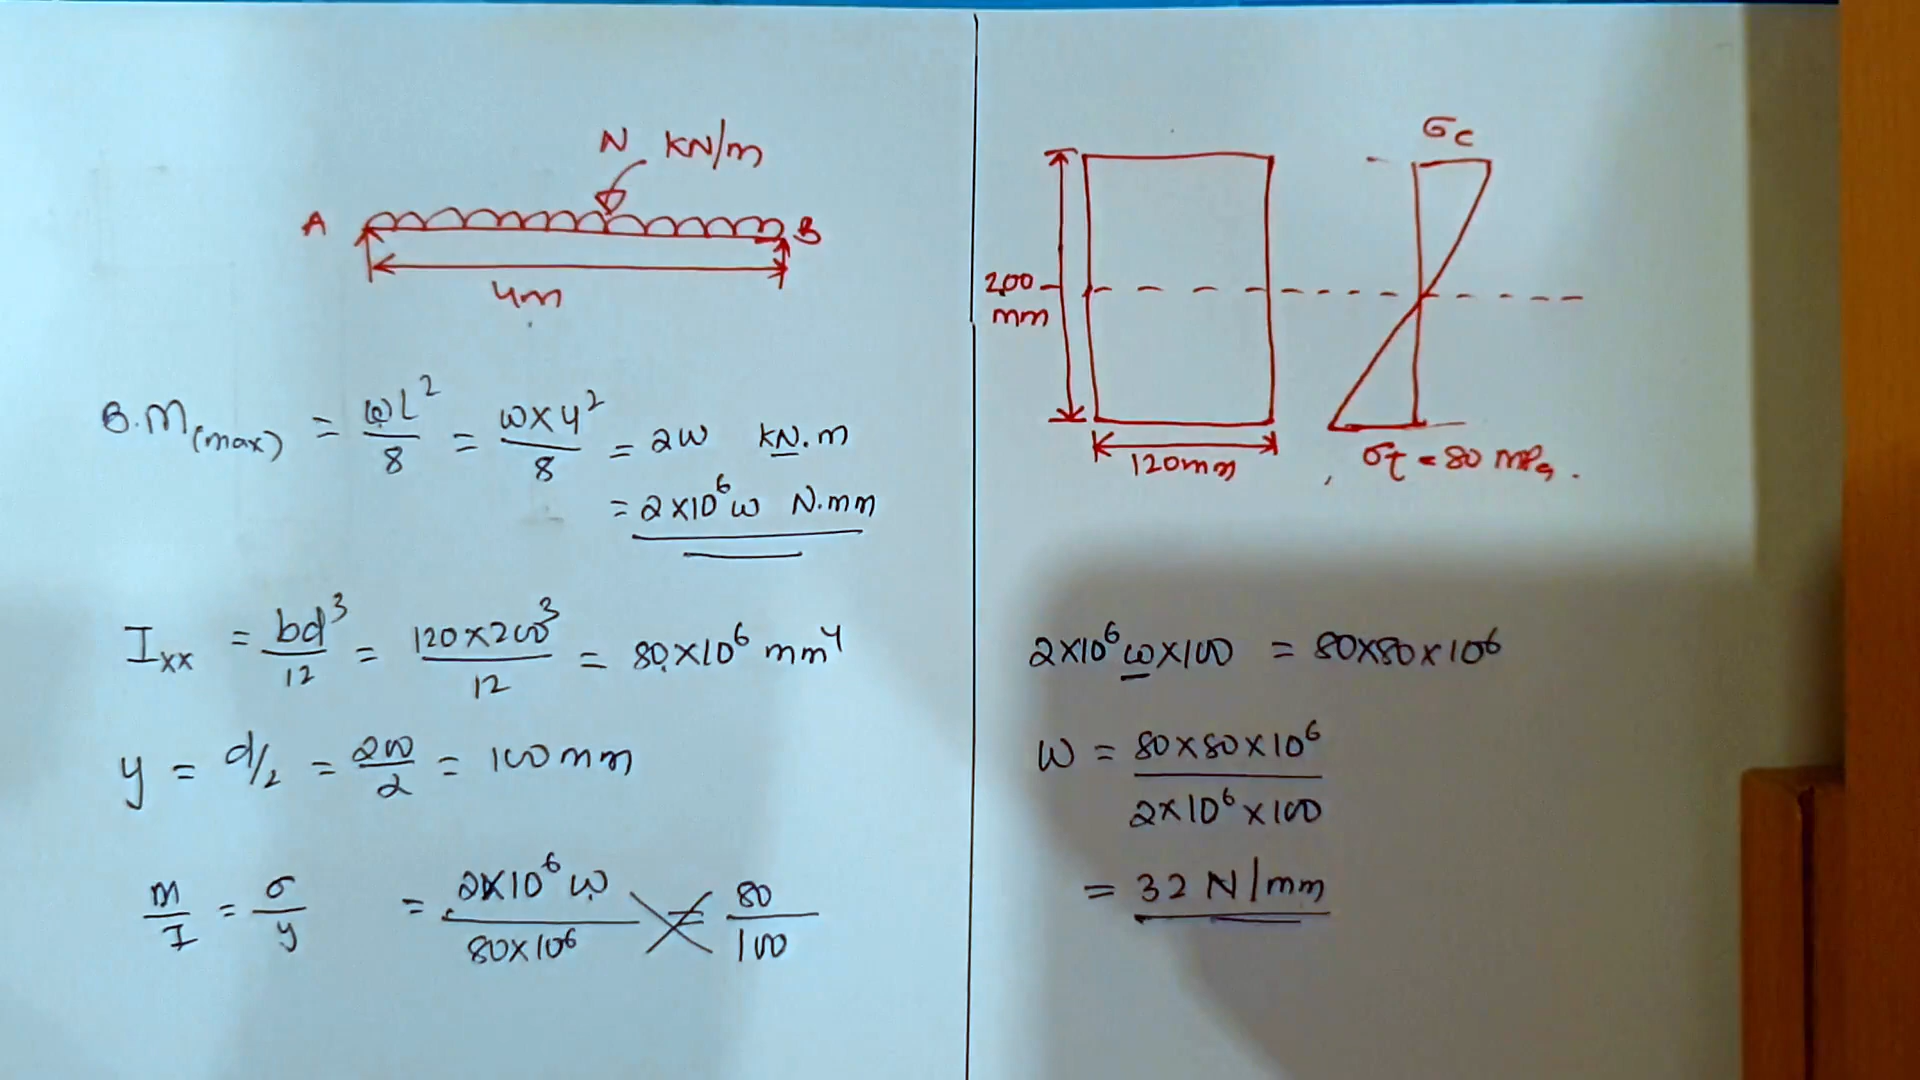 N kN/m
A B
4m
B.M(max) = ωL²/8 = ω×4²/8 = 2ω kN.m
= 2×10⁶ω N.mm
Ixx = bd³/12 = 120×200³/12 = 80×10⁶ mm⁴
y = d/2 = 200/2 = 100mm
M/I = σ/y = 2×10⁶ω/80×10⁶ = 80/100
σc
200
mm
120mm
σt = 80 MPa.
2×10⁶ω×100 = 80×80×10⁶
ω = 80×80×10⁶/2×10⁶×100
= 32 N/mm